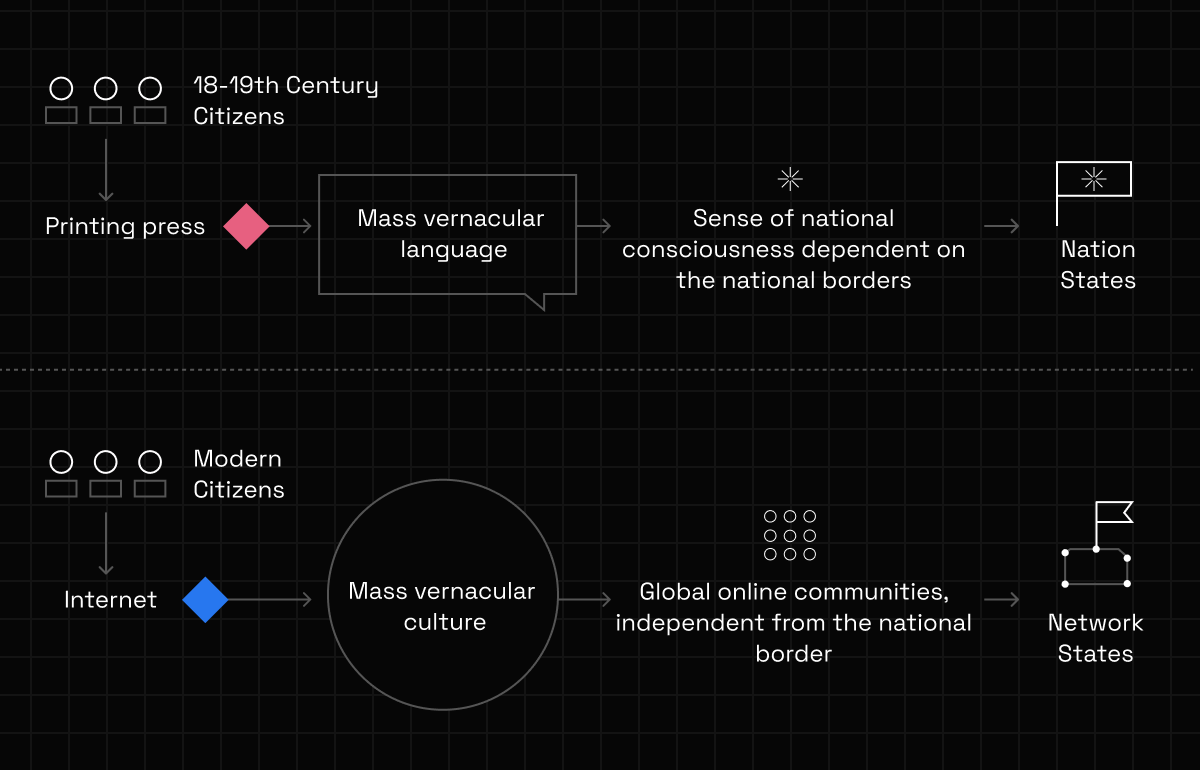 18-19th Century
Citizens
Printing press
Mass vernacular
language
Sense of national
consciousness dependent on
the national borders
Nation
States
Modern
Citizens
Internet
Mass vernacular
culture
Global online communities,
independent from the national
border
Network
States